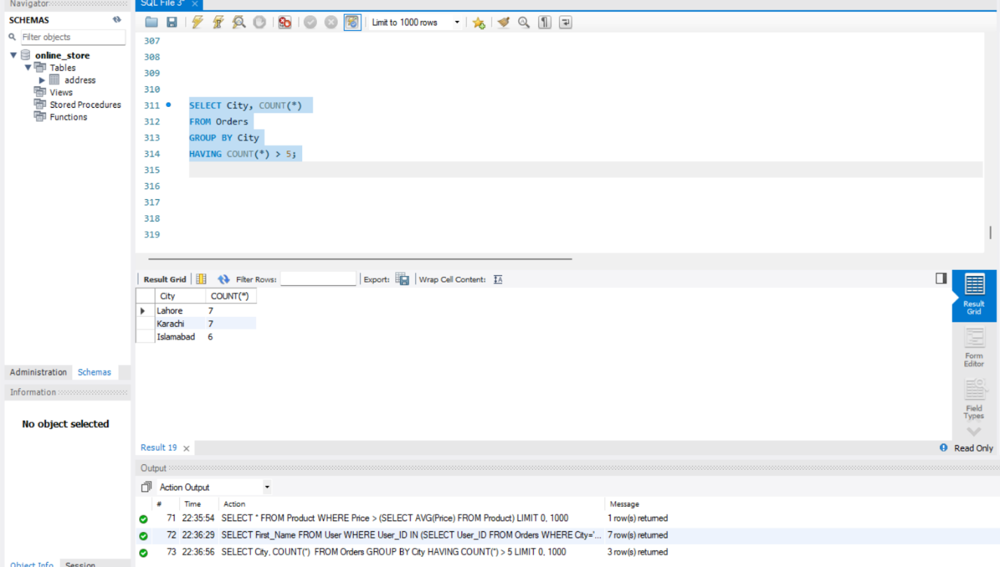 Navigator
SCHEMAS
Filter objects
online_store
Tables
address
Views
Stored Procedures
Functions
Administration Schemas
Information
No object selected
Object Info Session
SQL File 3* ×
Limit to 1000 rows
307
308
309
310
311 SELECT City, COUNT(*)
312 FROM Orders
313 GROUP BY City
314 HAVING COUNT(*) > 5;
315
316
317
318
319
Result Grid Filter Rows: Export: Wrap Cell Content:
City COUNT(*)
Lahore 7
Karachi 7
Islamabad 6
Result Grid
Form Editor
Field Types
Result 19 ×
Read Only
Output
Action Output
# Time Action Message
71 22:35:54 SELECT * FROM Product WHERE Price > (SELECT AVG(Price) FROM Product) LIMIT 0, 1000 1 row(s) returned
72 22:36:29 SELECT First_Name FROM User WHERE User_ID IN (SELECT User_ID FROM Orders WHERE City='... 7 row(s) returned
73 22:36:56 SELECT City, COUNT(*) FROM Orders GROUP BY City HAVING COUNT(*) > 5 LIMIT 0, 1000 3 row(s) returned